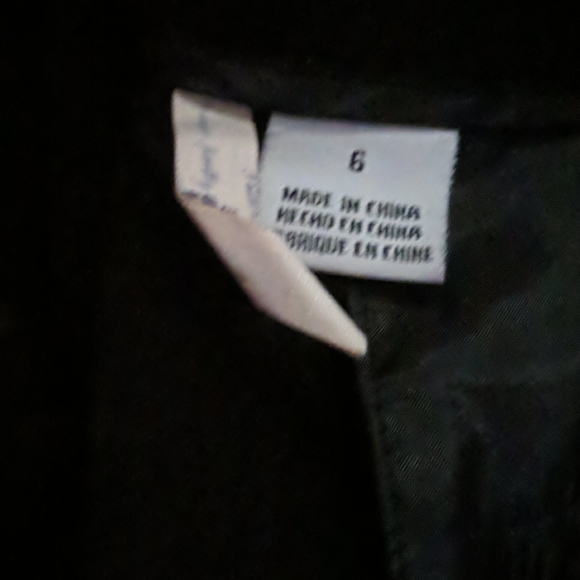 6
MADE IN CHINA
HECHO EN CHINA
FABRIQUE EN CHINE